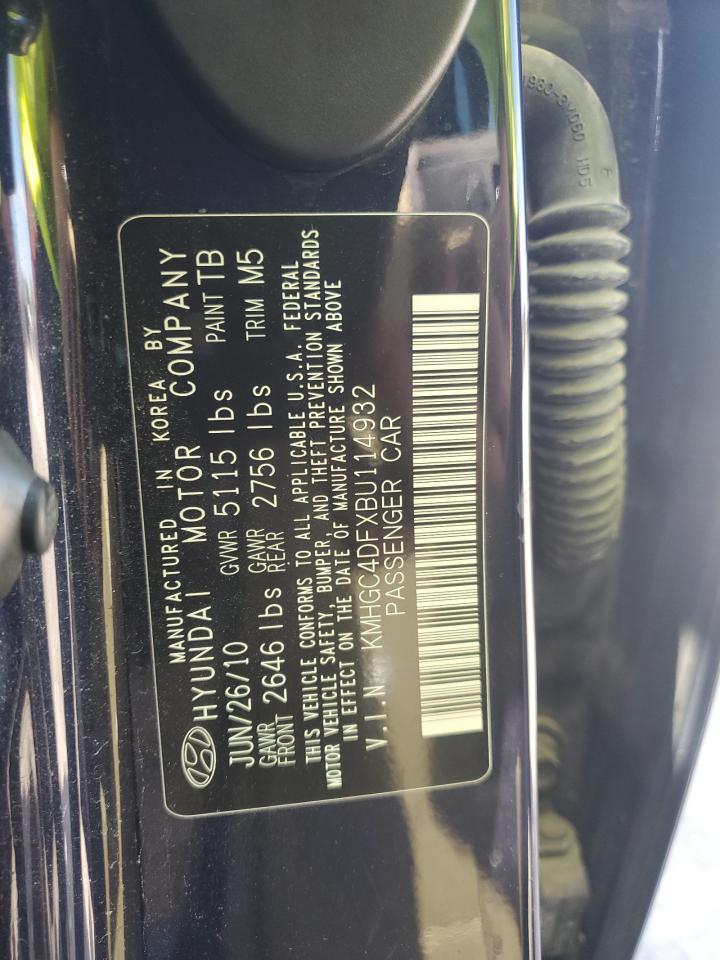 MANUFACTURED IN KOREA BY
HYUNDAI MOTOR COMPANY
JUN/26/10 GVWR 5115 lbs PAINT TB
GAWR FRONT 2646 lbs GAWR REAR 2756 lbs TRIM M5
THIS VEHICLE CONFORMS TO ALL APPLICABLE U.S.A. FEDERAL
MOTOR VEHICLE SAFETY, BUMPER, AND THEFT PREVENTION STANDARDS
IN EFFECT ON THE DATE OF MANUFACTURE SHOWN ABOVE
V.I.N KMHGC4DFXBU114932
PASSENGER CAR